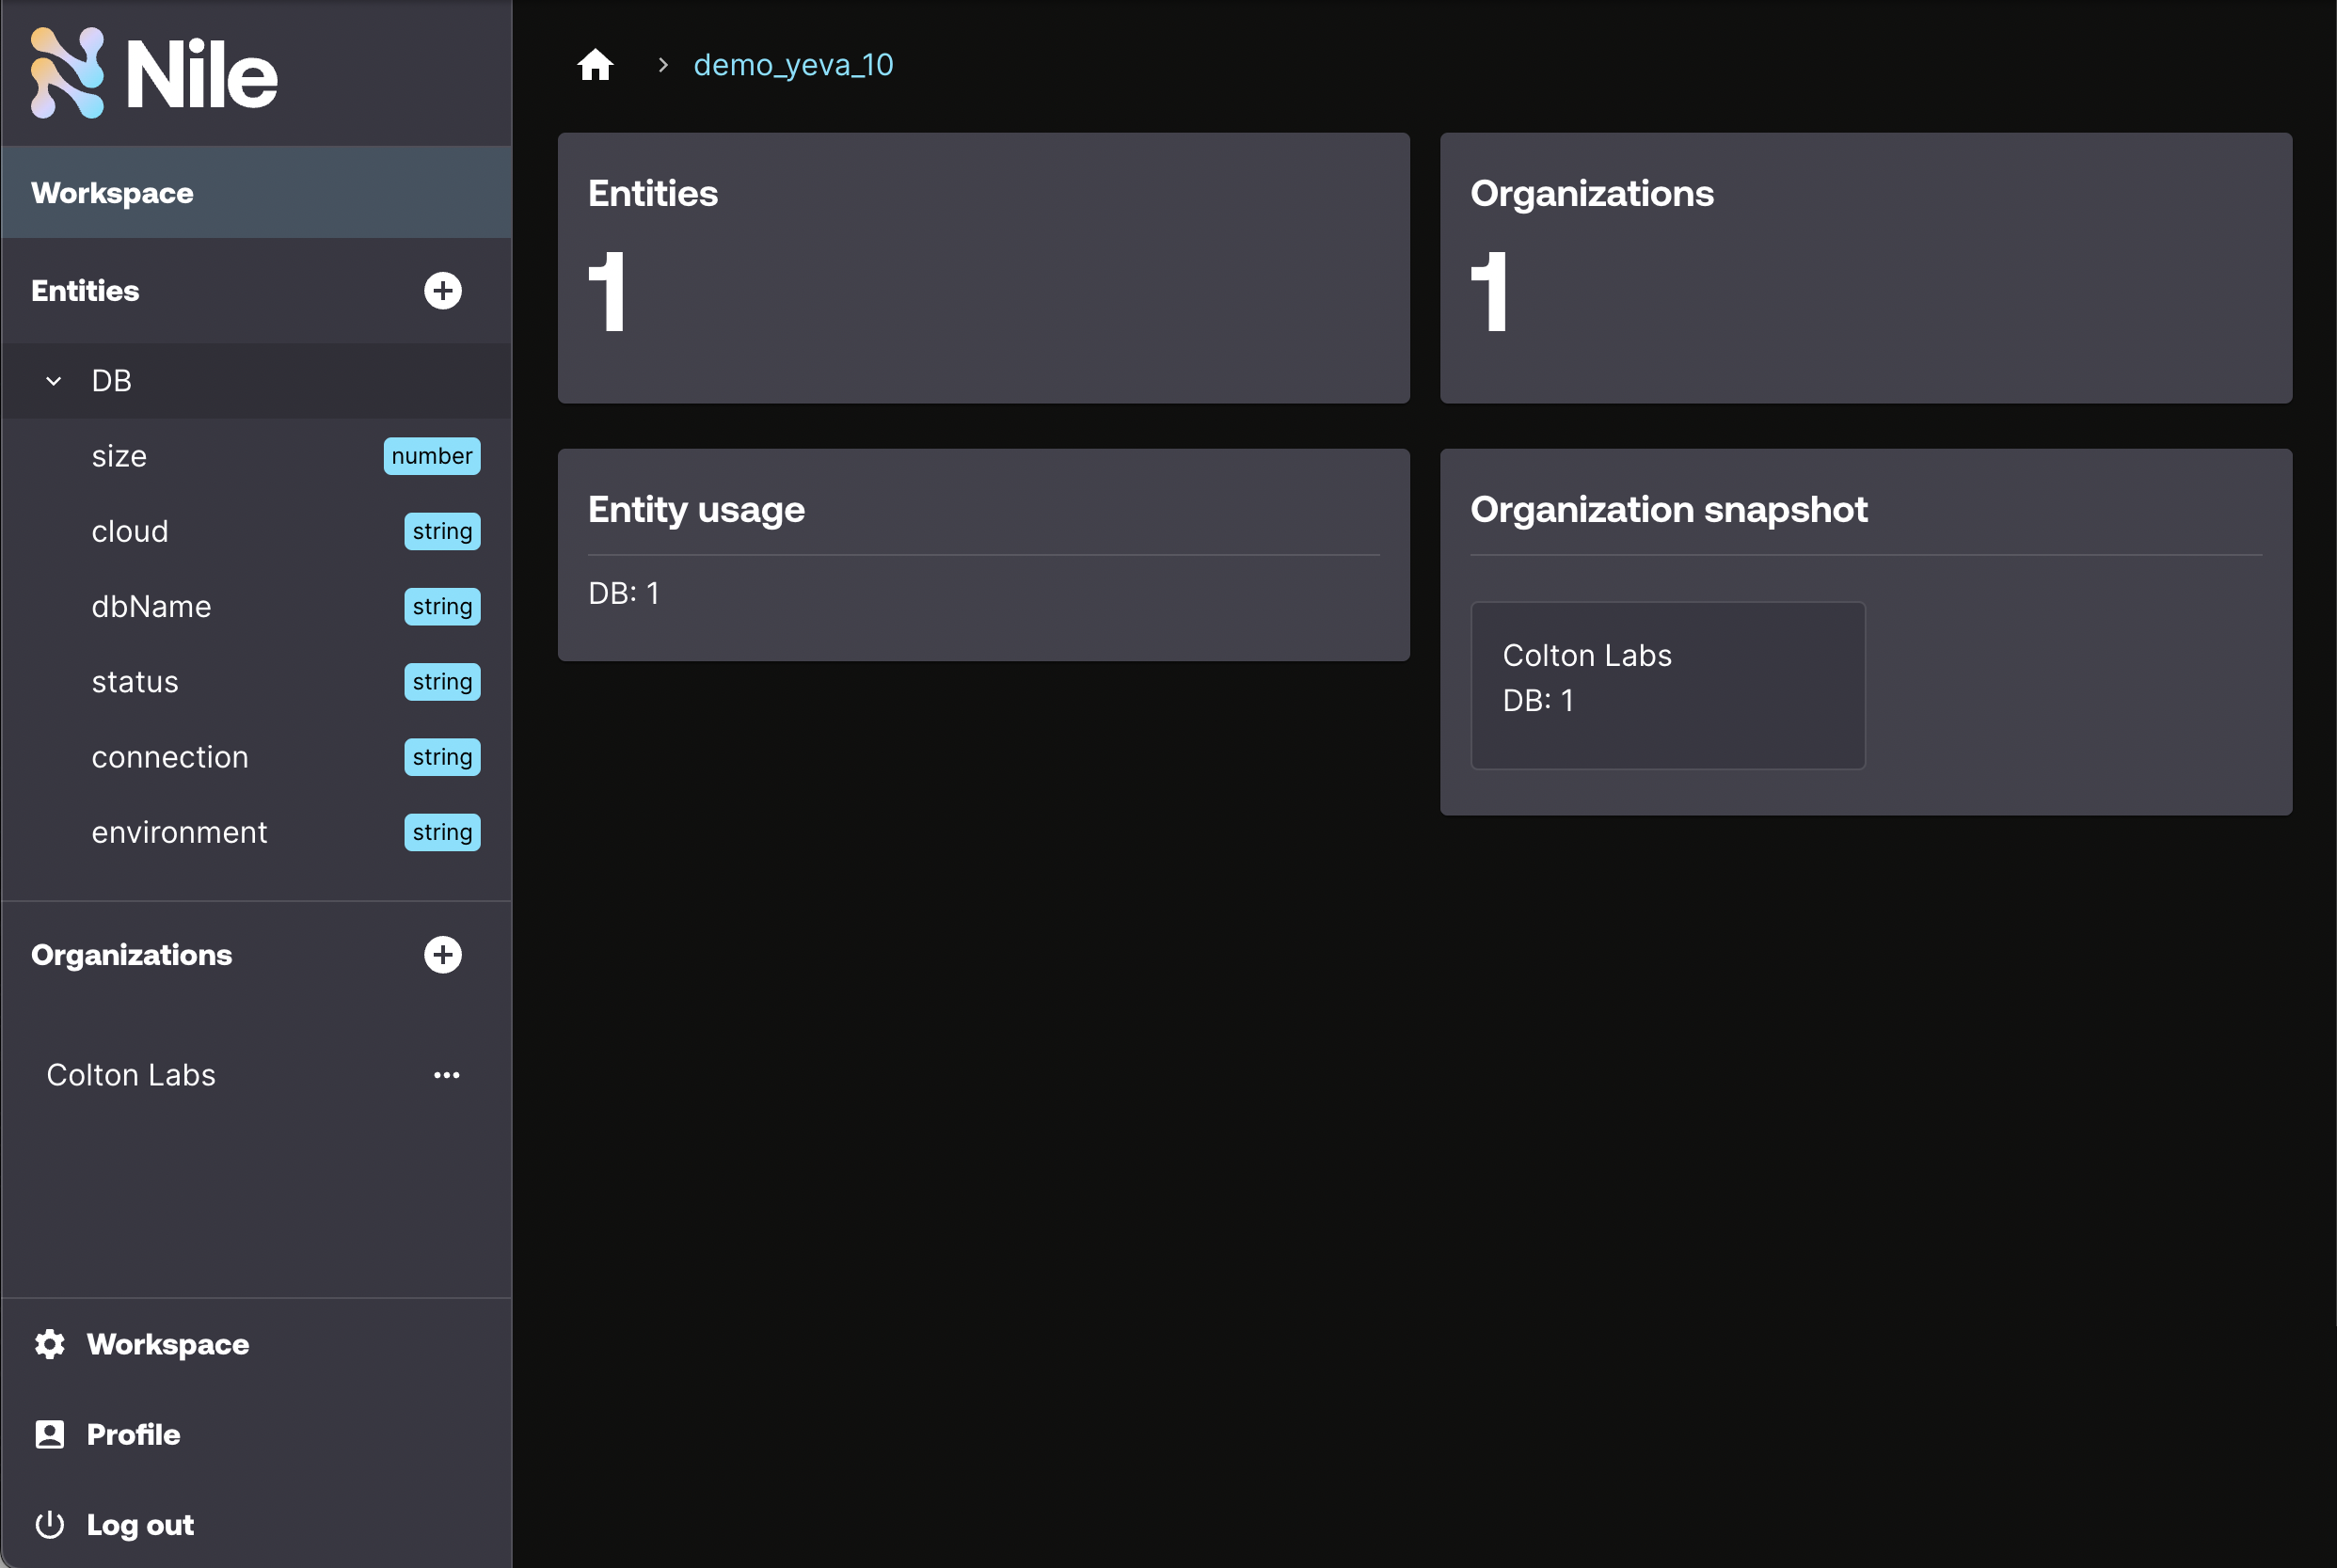 Nile
Workspace
Entities
DB
size number
cloud string
dbName string
status string
connection string
environment string
Organizations
Colton Labs
Workspace
Profile
Log out
demo_yeva_10
Entities
1
Organizations
1
Entity usage
DB: 1
Organization snapshot
Colton Labs
DB: 1